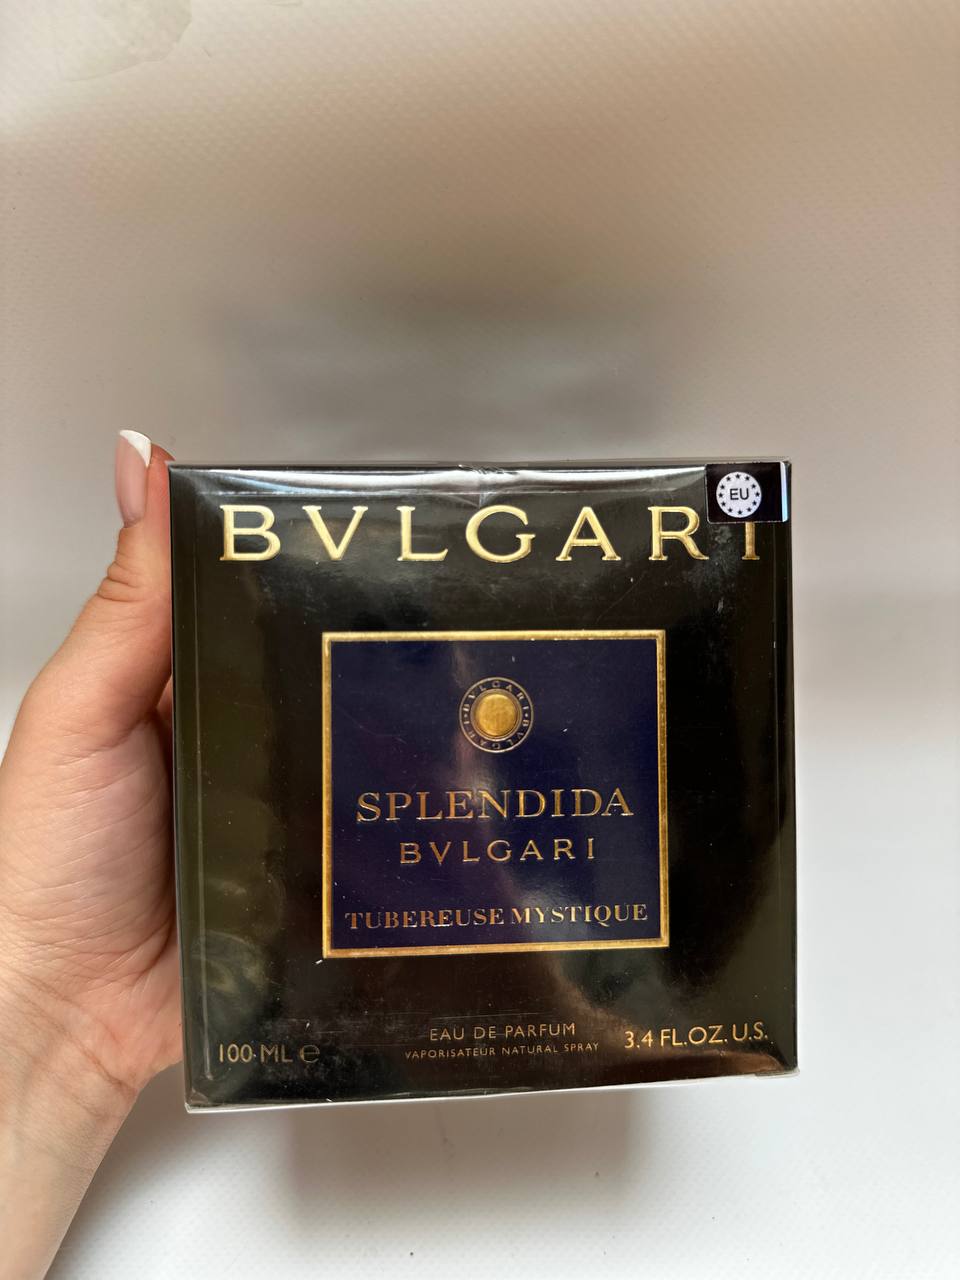 EU
BVLGARI
BVLGARI • BVLGARI •
SPLENDIDA
BVLGARI
TUBEREUSE MYSTIQUE
EAU DE PARFUM
VAPORISATEUR NATURAL SPRAY
100 ML ℮
3.4 FL.OZ. U.S.